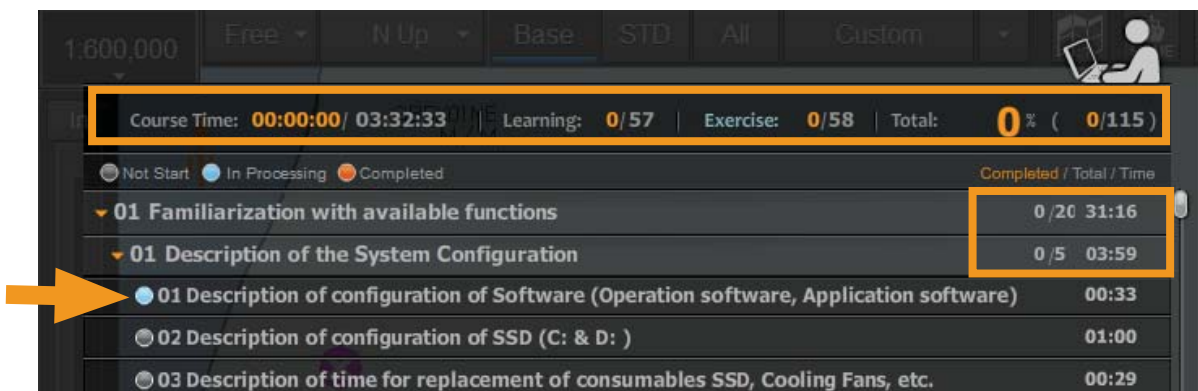 1:600,000 Free N Up Base STD All Custom
Course Time: 00:00:00/ 03:32:33 | Learning: 0/57 | Exercise: 0/58 | Total: 0 % ( 0/115 )
Not Start In Processing Completed Completed / Total / Time
01 Familiarization with available functions 0/20 31:16
01 Description of the System Configuration 0/5 03:59
01 Description of configuration of Software (Operation software, Application software) 00:33
02 Description of configuration of SSD (C: & D: ) 01:00
03 Description of time for replacement of consumables SSD, Cooling Fans, etc. 00:29